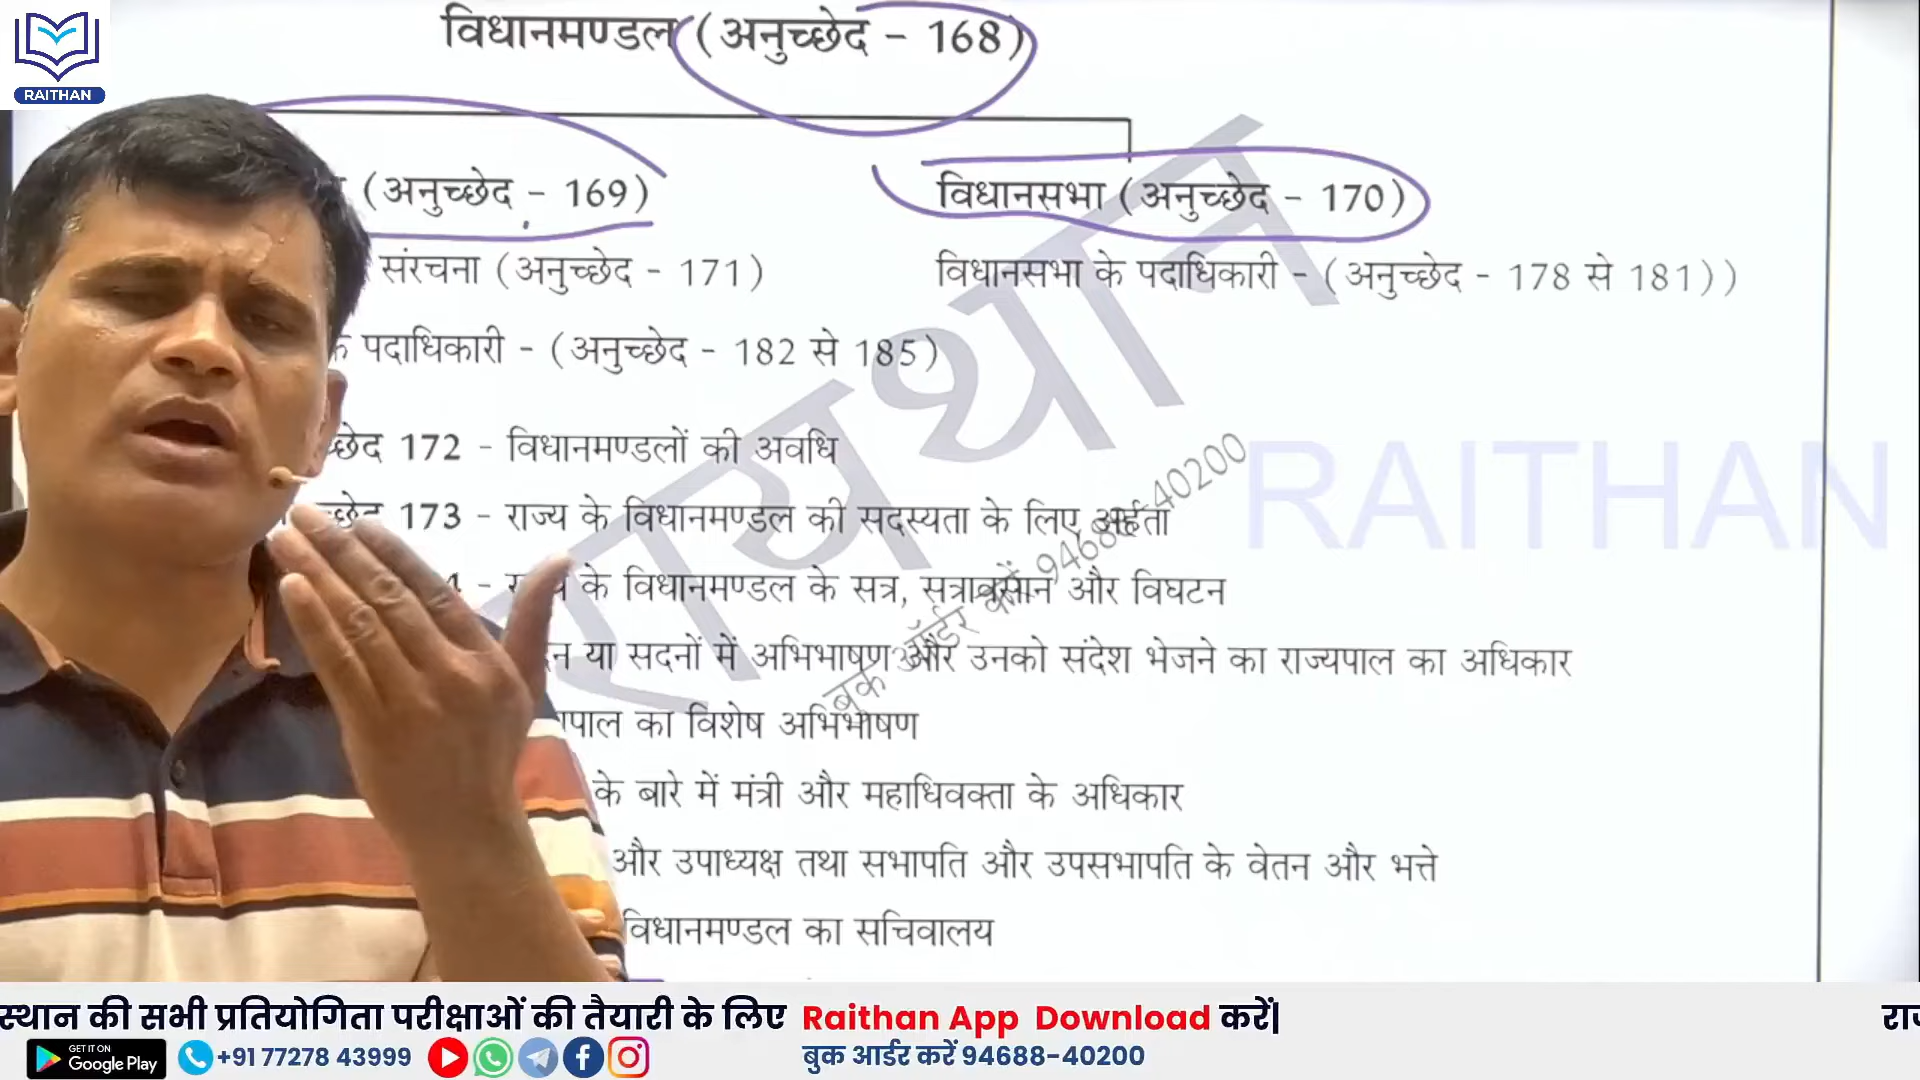 RAITHAN
विधानमण्डल (अनुच्छेद - 168)
(अनुच्छेद - 169)
विधानसभा (अनुच्छेद - 170)
संरचना (अनुच्छेद - 171)
विधानसभा के पदाधिकारी - (अनुच्छेद - 178 से 181))
पदाधिकारी - (अनुच्छेद - 182 से 185)
172 - विधानमण्डलों की अवधि
173 - राज्य के विधानमण्डल की सदस्यता के लिए अर्हता
के विधानमण्डल के सत्र, सत्रावसान और विघटन
या सदनों में अभिभाषण और उनको संदेश भेजने का राज्यपाल का अधिकार
का विशेष अभिभाषण
के बारे में मंत्री और महाधिवक्ता के अधिकार
और उपाध्यक्ष तथा सभापति और उपसभापति के वेतन और भत्ते
विधानमण्डल का सचिवालय
रायथान
बुक ऑर्डर करें 94688-40200
RAITHAN
की सभी प्रतियोगिता परीक्षाओं की तैयारी के लिए Raithan App Download करें|
GET IT ON
Google Play
+91 77278 43999
बुक आर्डर करें 94688-40200